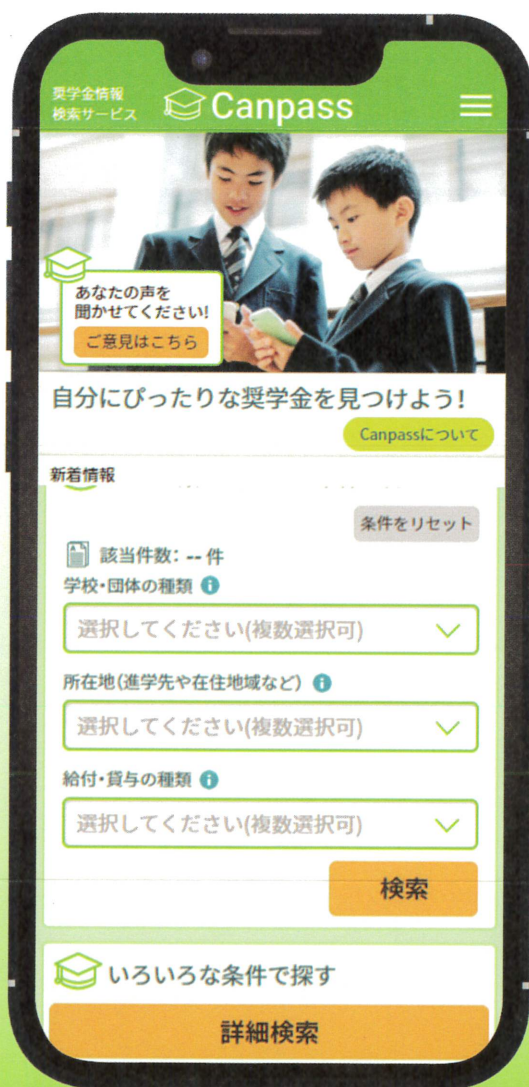 奨学金情報
検索サービス
Canpass
あなたの声を
聞かせてください!
ご意見はこちら
自分にぴったりな奨学金を見つけよう!
Canpassについて
新着情報
条件をリセット
該当件数: -- 件
学校・団体の種類
選択してください(複数選択可)
所在地(進学先や在住地域など)
選択してください(複数選択可)
給付・貸与の種類
選択してください(複数選択可)
検索
いろいろな条件で探す
詳細検索